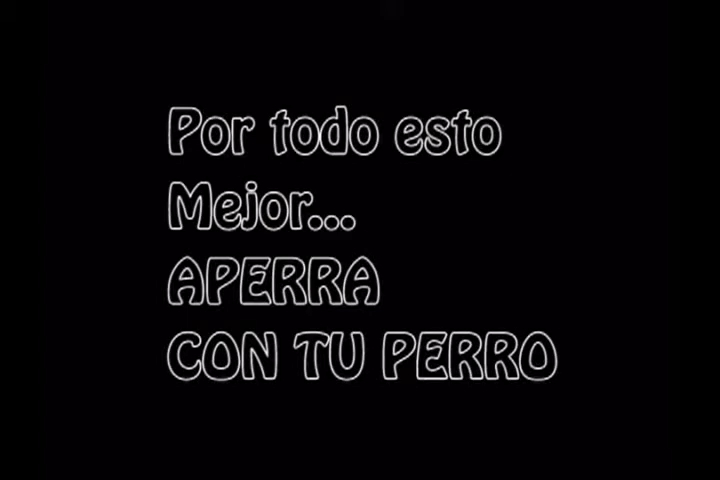 Por todo esto
Mejor...
APERRA
CON TU PERRO